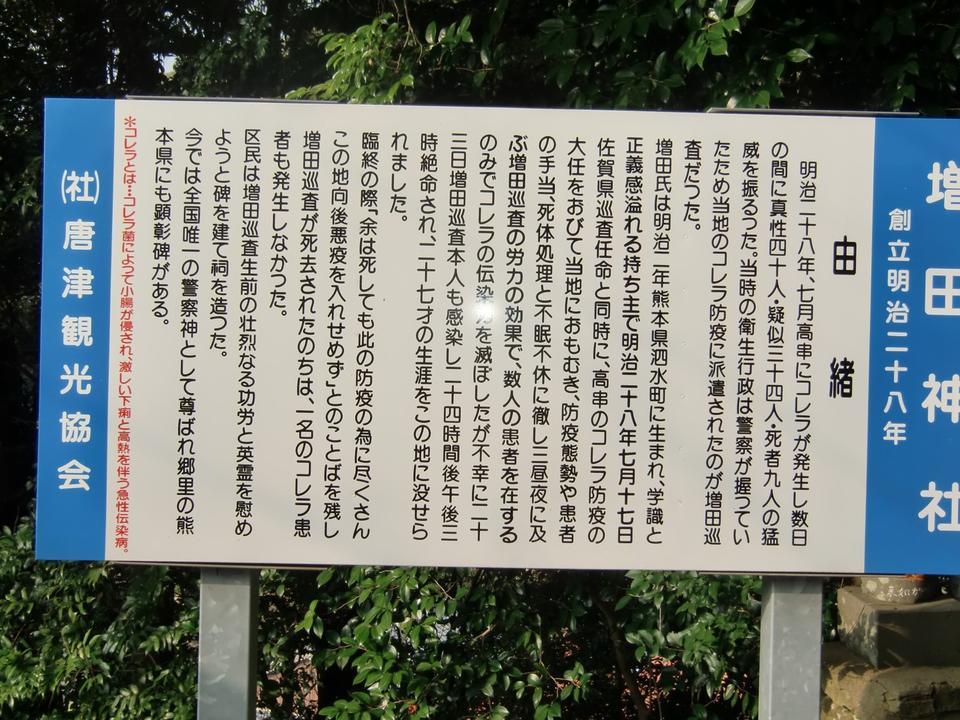 増田神社
創立明治二十八年
由緒
明治二十八年、七月高串にコレラが発生し数日
の間に真性四十人・疑似三十四人・死者九人の猛
威を振るつた。当時の衛生行政は警察が握つてい
たため当地のコレラ防疫に派遣されたのが増田巡
査だつた。
増田氏は明治二年熊本県泗水町に生まれ、学識と
正義感溢れる持ち主で明治二十八年七月十七日
佐賀県巡査任命と同時に、高串のコレラ防疫の
大任をおびて当地におもむき、防疫態勢や患者
の手当、死体処理と不眠不休に徹し三昼夜に及
ぶ増田巡査の労力の効果で、数人の患者を在する
のみでコレラの伝染を滅ぼしたが不幸に二十
三日増田巡査本人も感染し二十四時間後午後三
時絶命され、二十七才の生涯をこの地に没せら
れました。
臨終の際「余は死しても此の防疫の為に尽くさん
この地向後悪疫を入れせめず」とのことばを残し
増田巡査が死去されたのちは、一名のコレラ患
者も発生しなかつた。
区民は増田巡査生前の壮烈なる功労と英霊を慰め
ようと碑を建て祠を造つた。
今では全国唯一の警察神として尊ばれ郷里の熊
本県にも顕彰碑がある。
＊コレラとは…コレラ菌によって小腸が侵され、激しい下痢と高熱を伴う急性伝染病。
(社)唐津観光協会